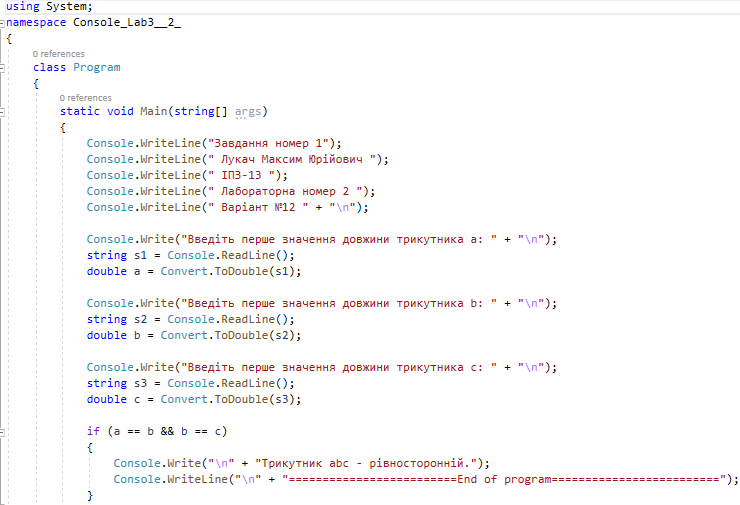 using System;
namespace Console_Lab3__2_
{
0 references
class Program
{
0 references
static void Main(string[] args)
{
Console.WriteLine("Завдання номер 1");
Console.WriteLine(" Лукач Максим Юрійович ");
Console.WriteLine(" ІПЗ-13 ");
Console.WriteLine(" Лабораторна номер 2 ");
Console.WriteLine(" Варіант №12 " + "\n");
Console.Write("Введіть перше значення довжини трикутника a: " + "\n");
string s1 = Console.ReadLine();
double a = Convert.ToDouble(s1);
Console.Write("Введіть перше значення довжини трикутника b: " + "\n");
string s2 = Console.ReadLine();
double b = Convert.ToDouble(s2);
Console.Write("Введіть перше значення довжини трикутника c: " + "\n");
string s3 = Console.ReadLine();
double c = Convert.ToDouble(s3);
if (a == b && b == c)
{
Console.Write("\n" + "Трикутник abc - рівносторонній.");
Console.WriteLine("\n" + "=========================End of program=========================");
}